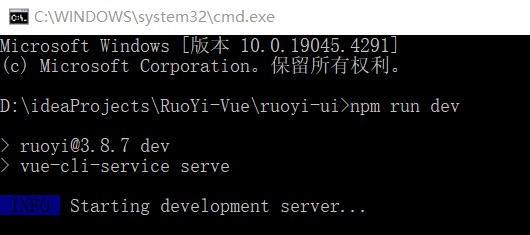 C:\WINDOWS\system32\cmd.exe
Microsoft Windows [版本 10.0.19045.4291]
(c) Microsoft Corporation。保留所有权利。
D:\ideaProjects\RuoYi-Vue\ruoyi-ui>npm run dev
> ruoyi@3.8.7 dev
> vue-cli-service serve
INFO Starting development server...